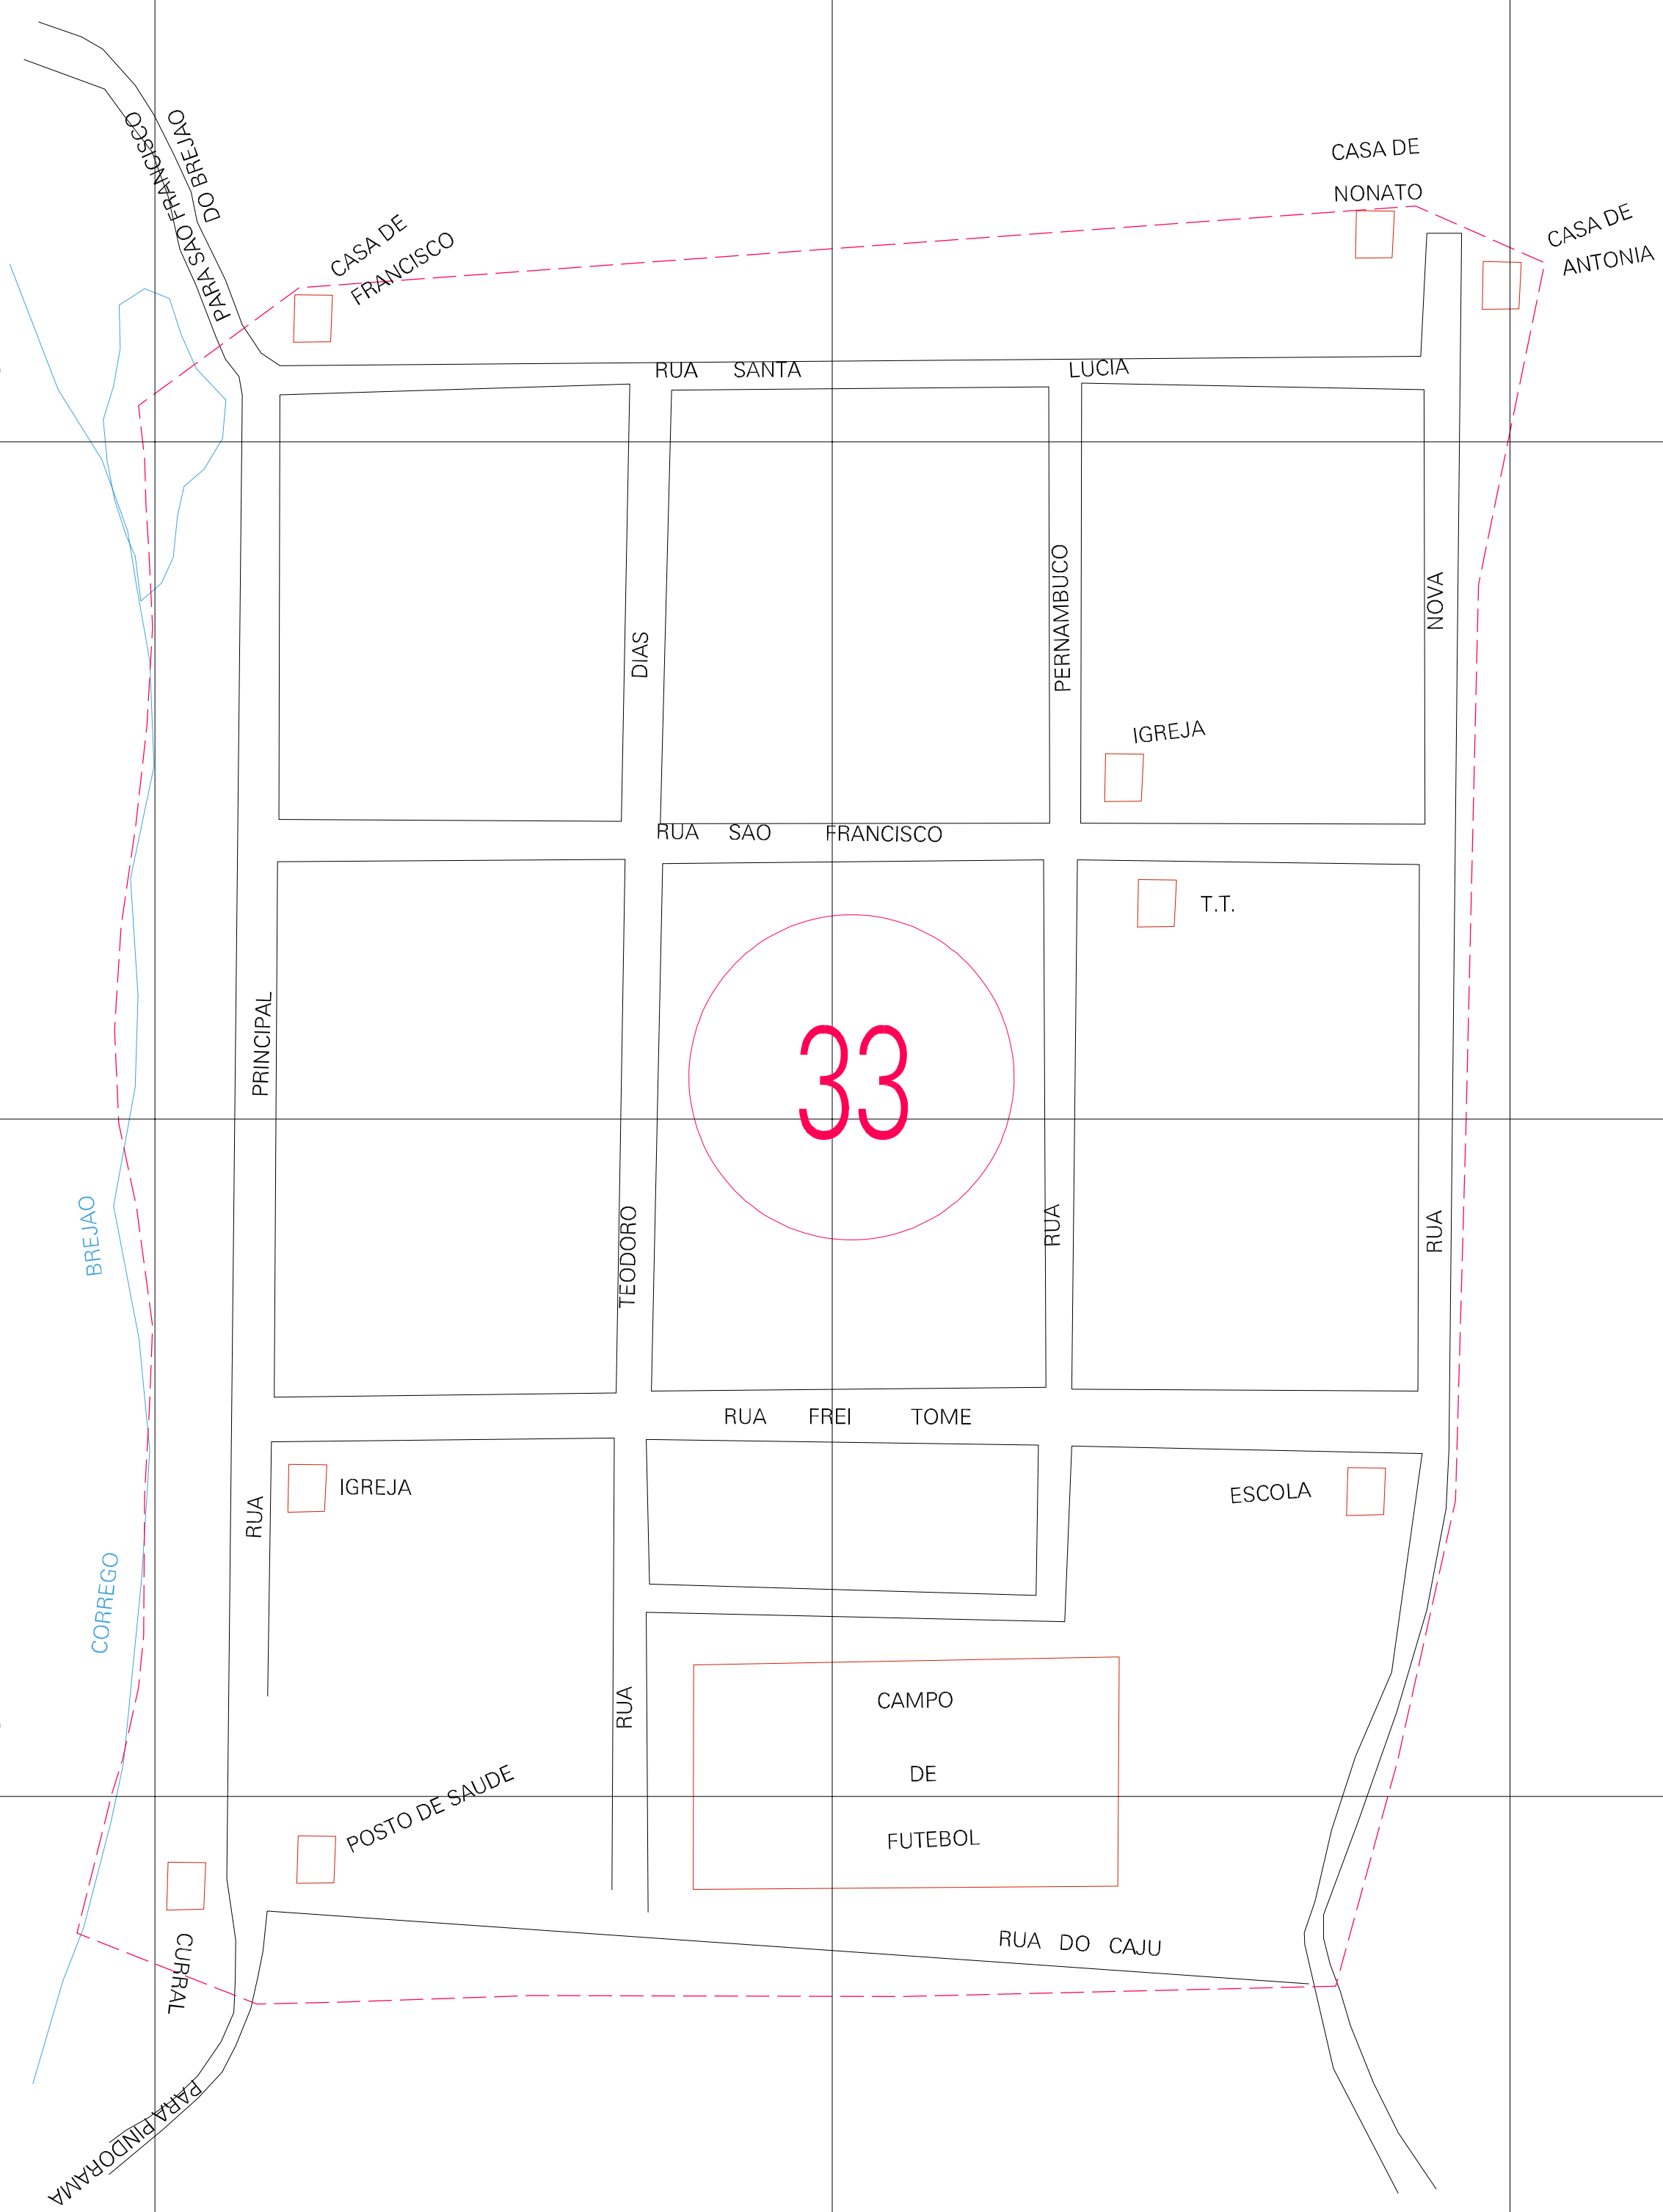 PARA SAO FRANCISCO
DO BREJAO
CASA DE
FRANCISCO
CASA DE
NONATO
CASA DE
ANTONIA
RUA SANTA LUCIA
DIAS
PERNAMBUCO
NOVA
IGREJA
RUA SAO FRANCISCO
T.T.
PRINCIPAL
33
BREJAO
TEODORO
RUA
RUA
RUA FREI TOME
RUA
IGREJA
ESCOLA
CORREGO
RUA
CAMPO
DE
FUTEBOL
POSTO DE SAUDE
CURRAL
RUA DO CAJU
PARA PINDORAMA